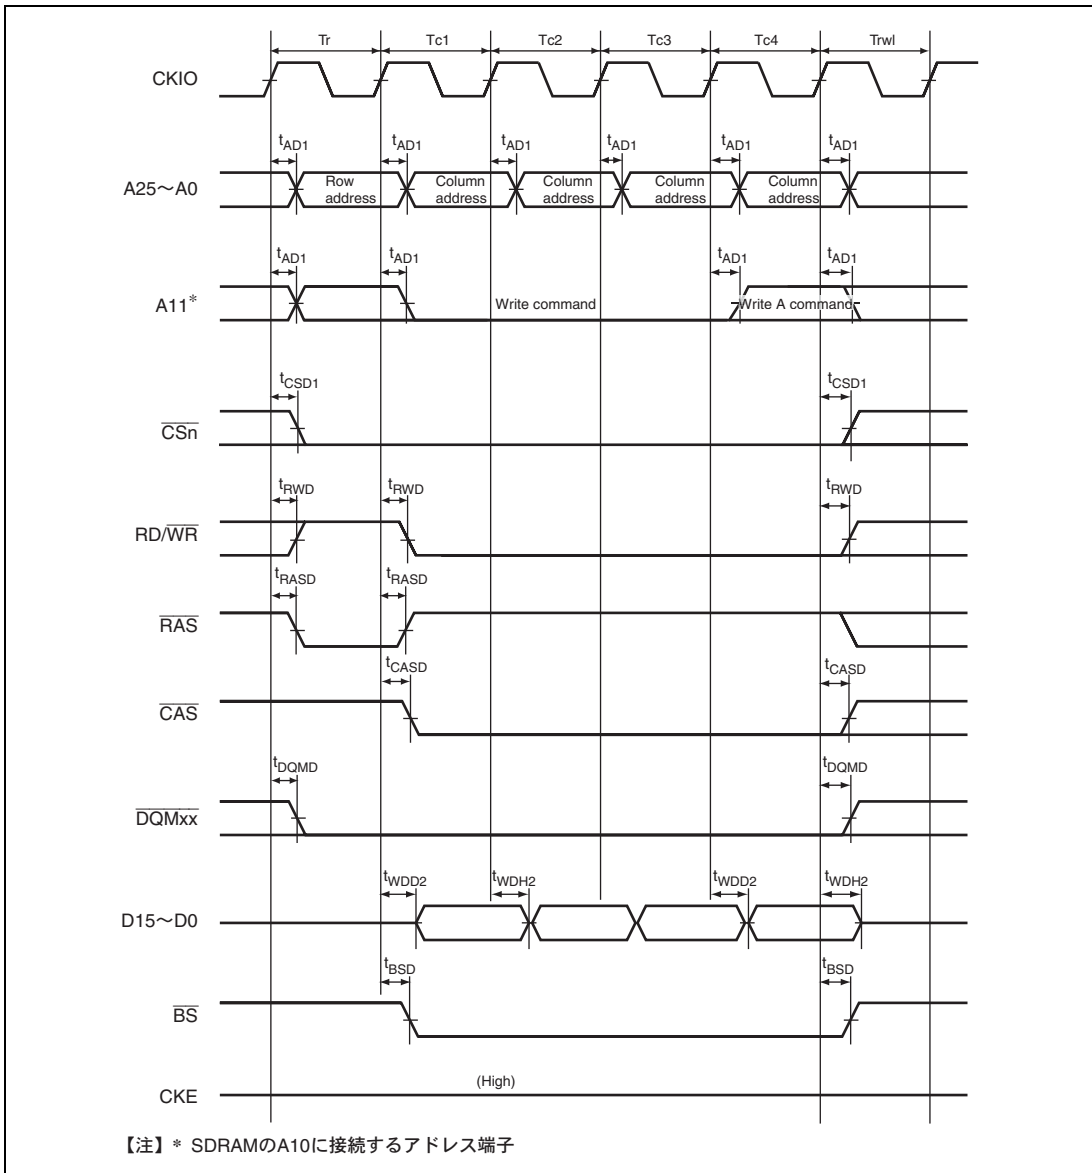 Tr Tc1 Tc2 Tc3 Tc4 Trwl
CKIO
tAD1 tAD1 tAD1 tAD1 tAD1 tAD1
A25～A0 Row address Column address Column address Column address Column address
tAD1 tAD1 tAD1 tAD1
A11* Write command Write A command
tCSD1 tCSD1
CSn
tRWD tRWD tRWD
RD/WR
tRASD tRASD
RAS
tCASD tCASD
CAS
tDQMD tDQMD
DQMxx
tWDD2 tWDH2 tWDD2 tWDH2
D15～D0
tBSD tBSD
BS
(High)
CKE
【注】* SDRAMのA10に接続するアドレス端子